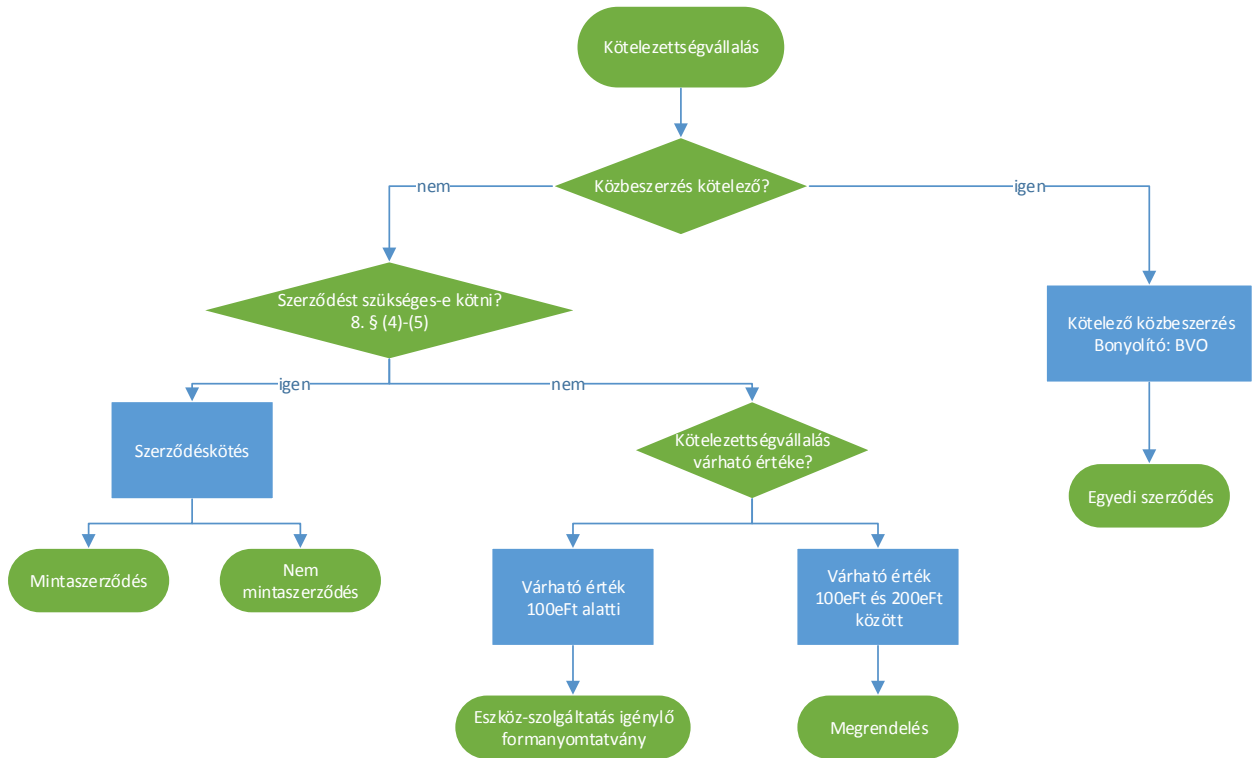 Kötelezettségvállalás
Közbeszerzés kötelező?
nem
igen
Szerződést szükséges-e kötni?
8. § (4)-(5)
Kötelező közbeszerzés
Bonyolító: BVO
igen
nem
Szerződéskötés
Kötelezettségvállalás
várható értéke?
Egyedi szerződés
Mintaszerződés
Nem
mintaszerződés
Várható érték
100eFt alatti
Várható érték
100eFt és 200eFt
között
Eszköz-szolgáltatás igénylő
formanyomtatvány
Megrendelés